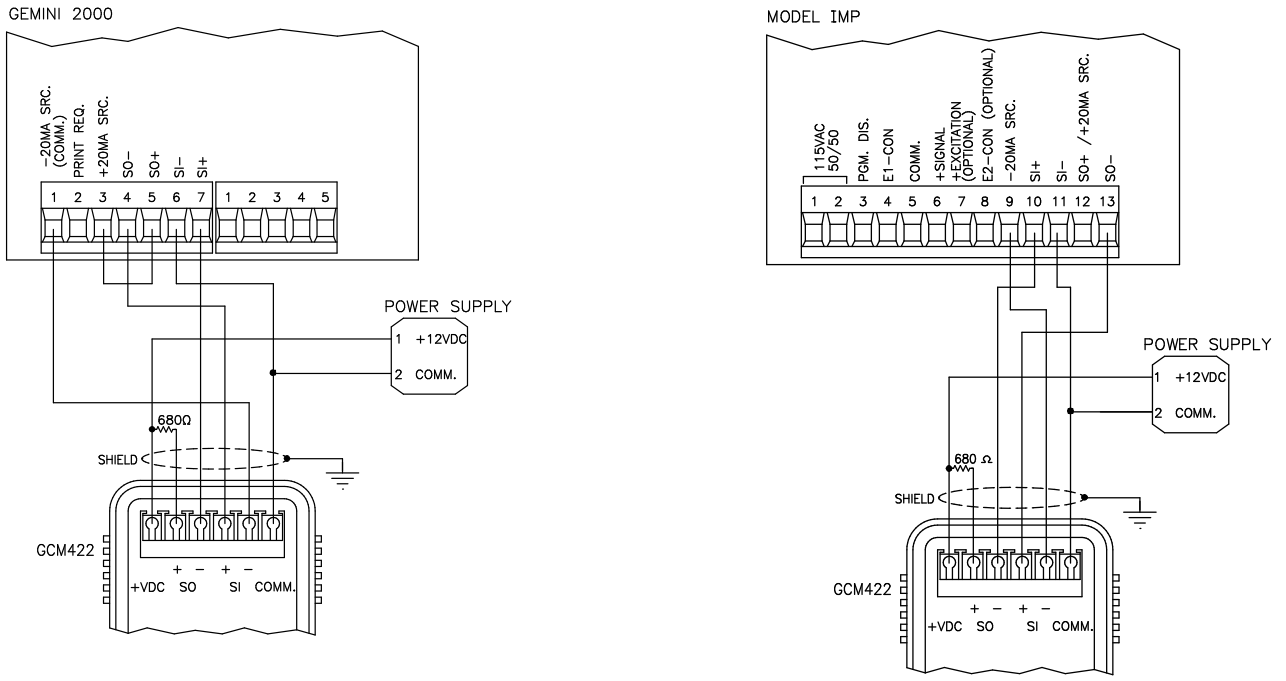 GEMINI 2000
-20MA SRC.
(COMM.)
PRINT REQ.
+20MA SRC.
SO-
SO+
SI-
SI+
1 2 3 4 5 6 7 1 2 3 4 5
POWER SUPPLY
1 +12VDC
2 COMM.
680Ω
SHIELD
GCM422
+ - + -
+VDC SO SI COMM.
MODEL IMP
115VAC
50/50
PGM. DIS.
E1-CON
COMM.
+SIGNAL
+EXCITATION
(OPTIONAL)
E2-CON (OPTIONAL)
-20MA SRC.
SI+
SI-
SO+ /+20MA SRC.
SO-
1 2 3 4 5 6 7 8 9 10 11 12 13
POWER SUPPLY
1 +12VDC
2 COMM.
680 Ω
SHIELD
GCM422
+ - + -
+VDC SO SI COMM.